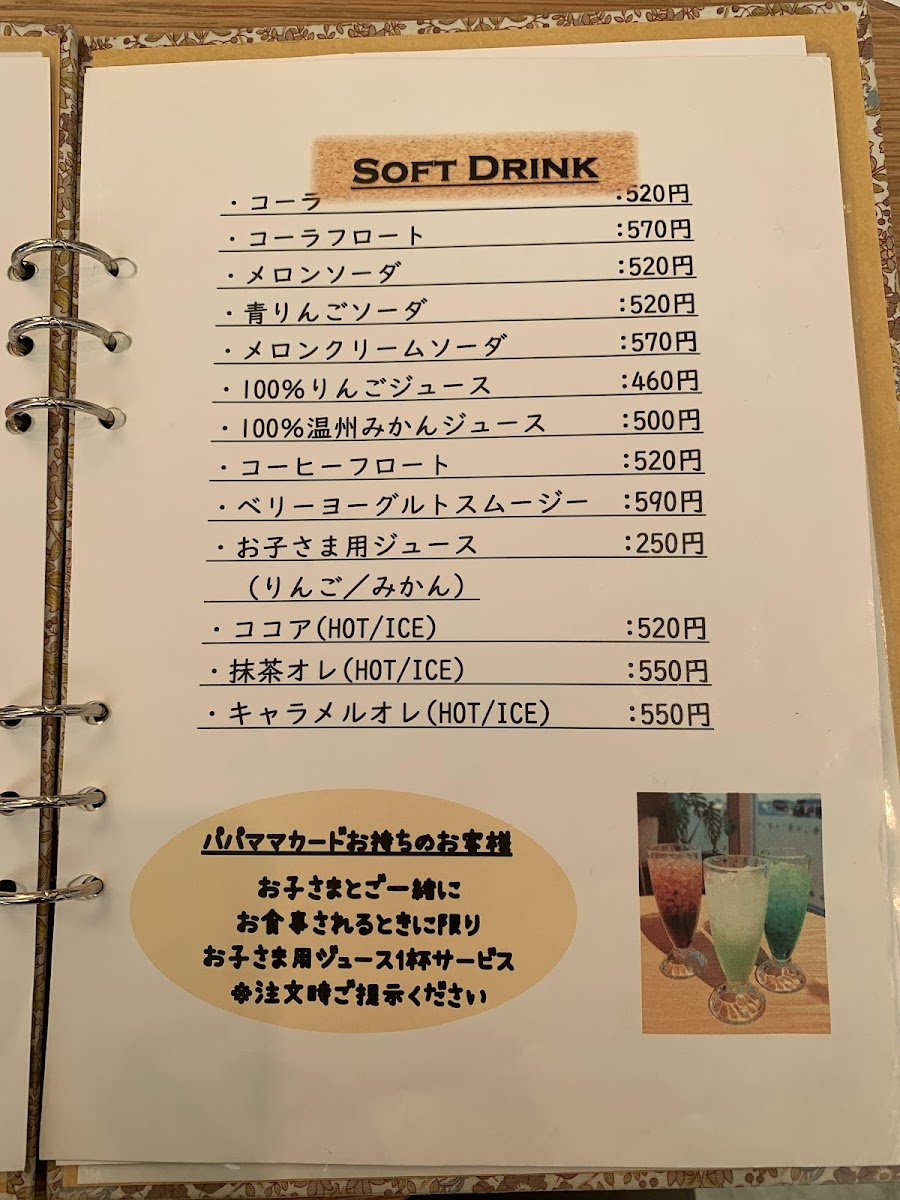 SOFT DRINK
・コーラ :520円
・コーラフロート :570円
・メロンソーダ :520円
・青りんごソーダ :520円
・メロンクリームソーダ :570円
・100%りんごジュース :460円
・100%温州みかんジュース :500円
・コーヒーフロート :520円
・ベリーヨーグルトスムージー :590円
・お子さま用ジュース :250円
(りんご/みかん)
・ココア(HOT/ICE) :520円
・抹茶オレ(HOT/ICE) :550円
・キャラメルオレ(HOT/ICE) :550円
パパママカードお持ちのお客様
お子さまとご一緒に
お食事されるときに限り
お子さま用ジュース1杯サービス
※注文時ご提示ください